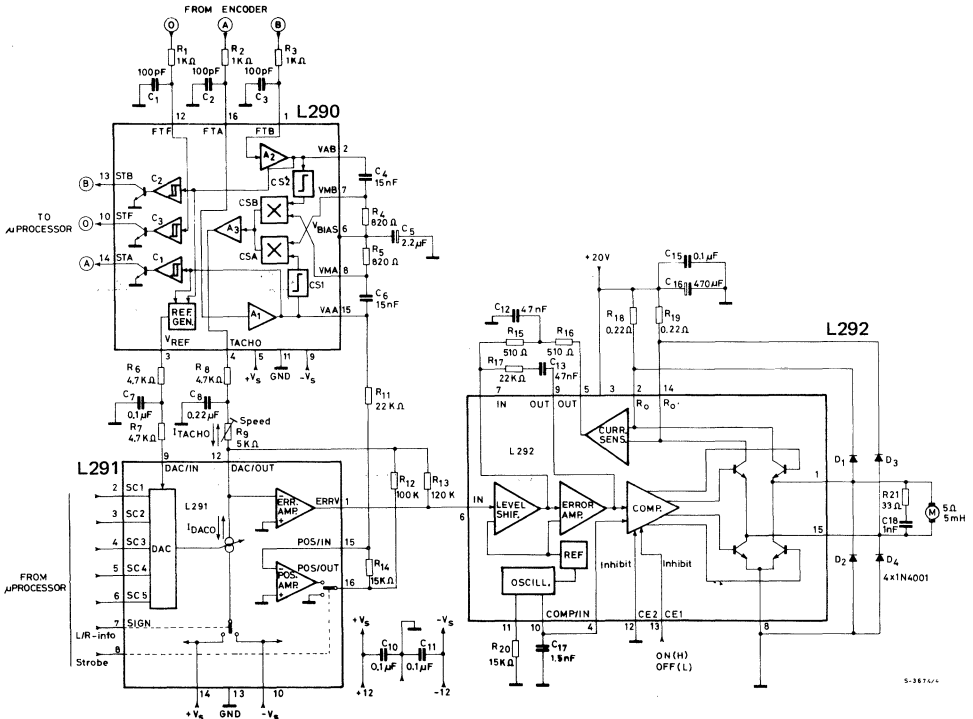 FROM ENCODER
O A B
R1 1KΩ
R2 1KΩ
R3 1KΩ
100pF C1
100pF C2
100pF C3
12 16 1
L290
FTF FTA FTB
A2
VAB 2
CS2
C4 15nF
13 STB
B
C2
VMB 7
CSB
R4 820Ω
TO µPROCESSOR
10 STF
O
C3
A3
VBIAS 6
C5 2.2µF
CSA
R5 820Ω
14 STA
A
C1
VMA 8
CS1
C6 15nF
REF. GEN.
A1
VAA 15
VREF
TACHO
3 4 5 11 9
+Vs GND -Vs
R6 4.7KΩ
R8 4.7KΩ
C7 0.1µF
C8 0.22µF
R7 4.7KΩ
ITACHO
Speed
R9 5KΩ
R11 22KΩ
R12 100K
R13 120K
L291
9 12
DAC/IN DAC/OUT
2 SC1
3 SC2
4 SC3
5 SC4
6 SC5
L291
IDACO
DAC
ERR. AMP.
ERRV 1
FROM µPROCESSOR
POS/IN 15
POS/OUT
POS. AMP.
16
R14 15KΩ
7 SIGN
L/R-info
8
Strobe
14 13 10
+Vs GND -Vs
+Vs -Vs
C10 0.1µF
C11 0.1µF
+12 -12
+20V
C15 0.1µF
C16 470µF
R18 0.22Ω
R19 0.22Ω
L292
C12 47nF
R15 510Ω
R16 510Ω
R17 22KΩ
C13 47nF
7 9 5 3 2 14
IN OUT OUT Ro Ro'
CURR. SENS.
L292
IN
6
LEVEL SHIF.
ERROR AMP.
COMP.
REF
OSCILL.
Inhibit Inhibit
COMP/IN
CE2 CE1
11 10 4 12 13 8
1
15
D1 D3
D2 D4
4x1N4001
R21 33Ω
C18 1nF
M
5Ω 5mH
R20 15KΩ
C17 1.5nF
ON(H)
OFF(L)
S-3674/4